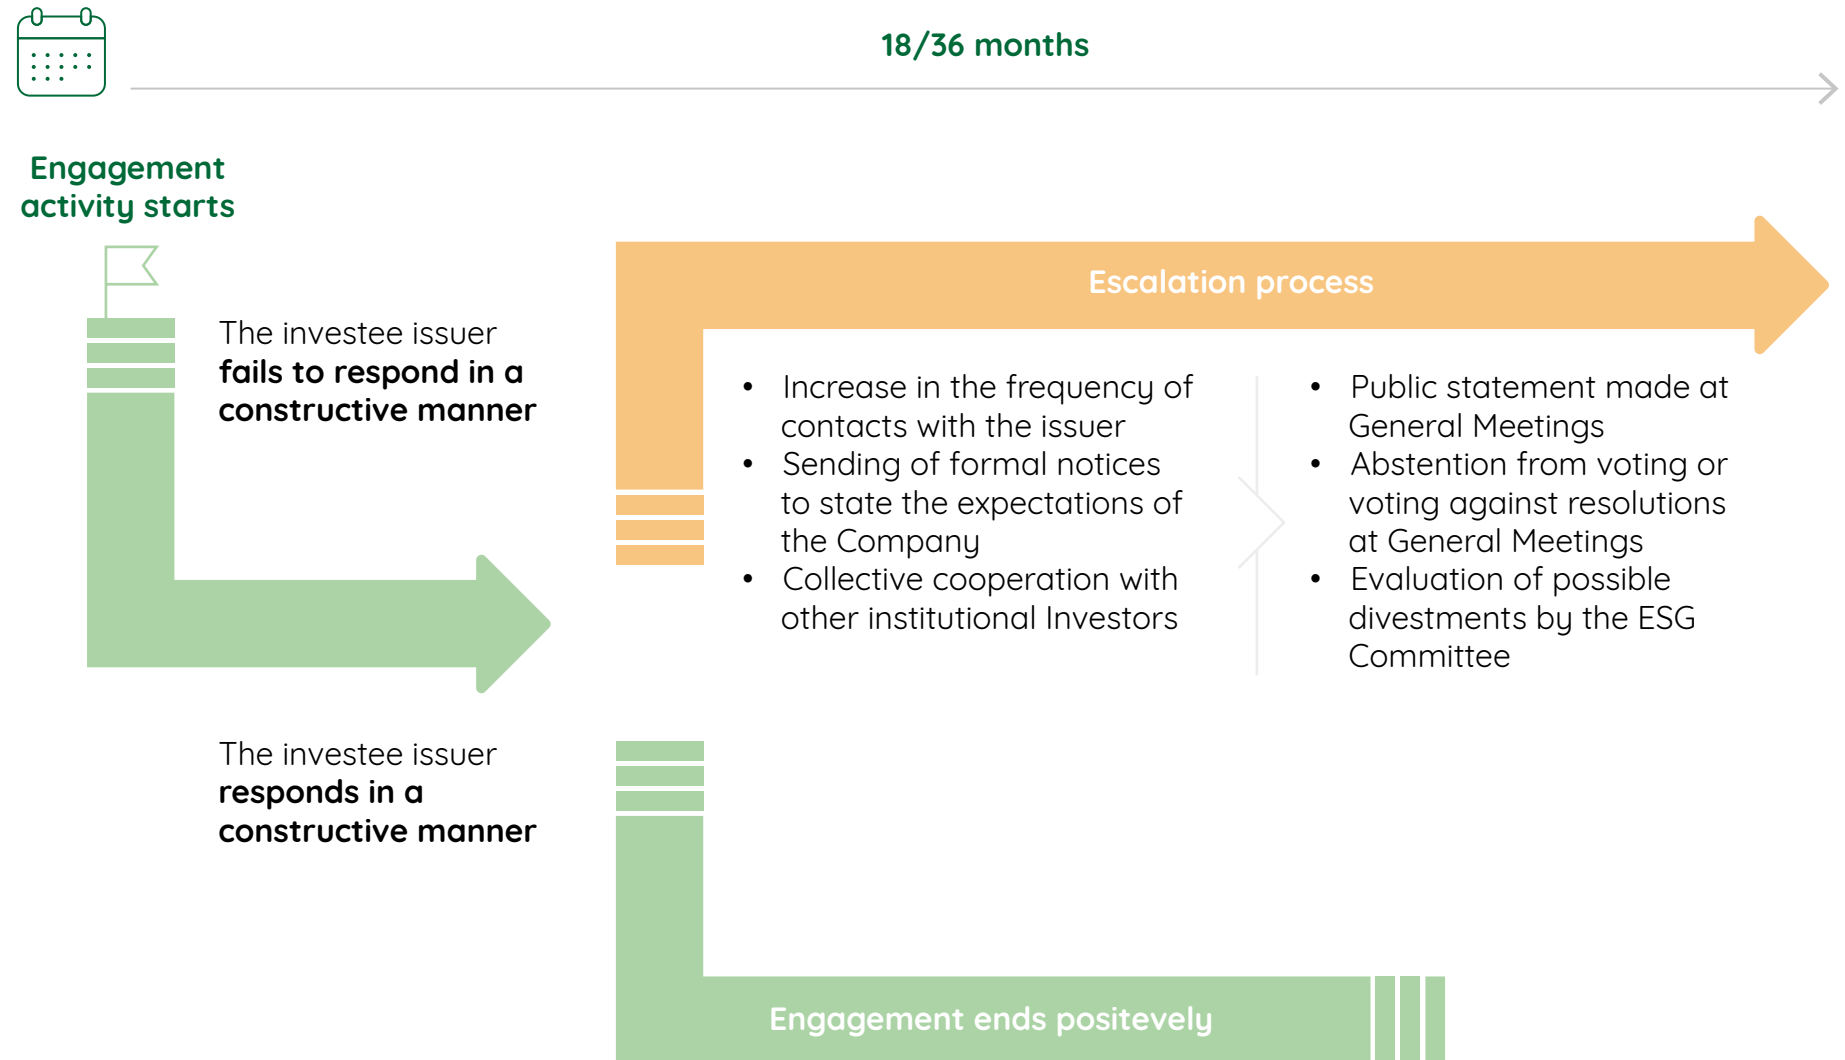 18/36 months
Engagement
activity starts
The investee issuer
fails to respond in a
constructive manner
Escalation process
• Increase in the frequency of
contacts with the issuer
• Sending of formal notices
to state the expectations of
the Company
• Collective cooperation with
other institutional Investors
• Public statement made at
General Meetings
• Abstention from voting or
voting against resolutions
at General Meetings
• Evaluation of possible
divestments by the ESG
Committee
The investee issuer
responds in a
constructive manner
Engagement ends positevely